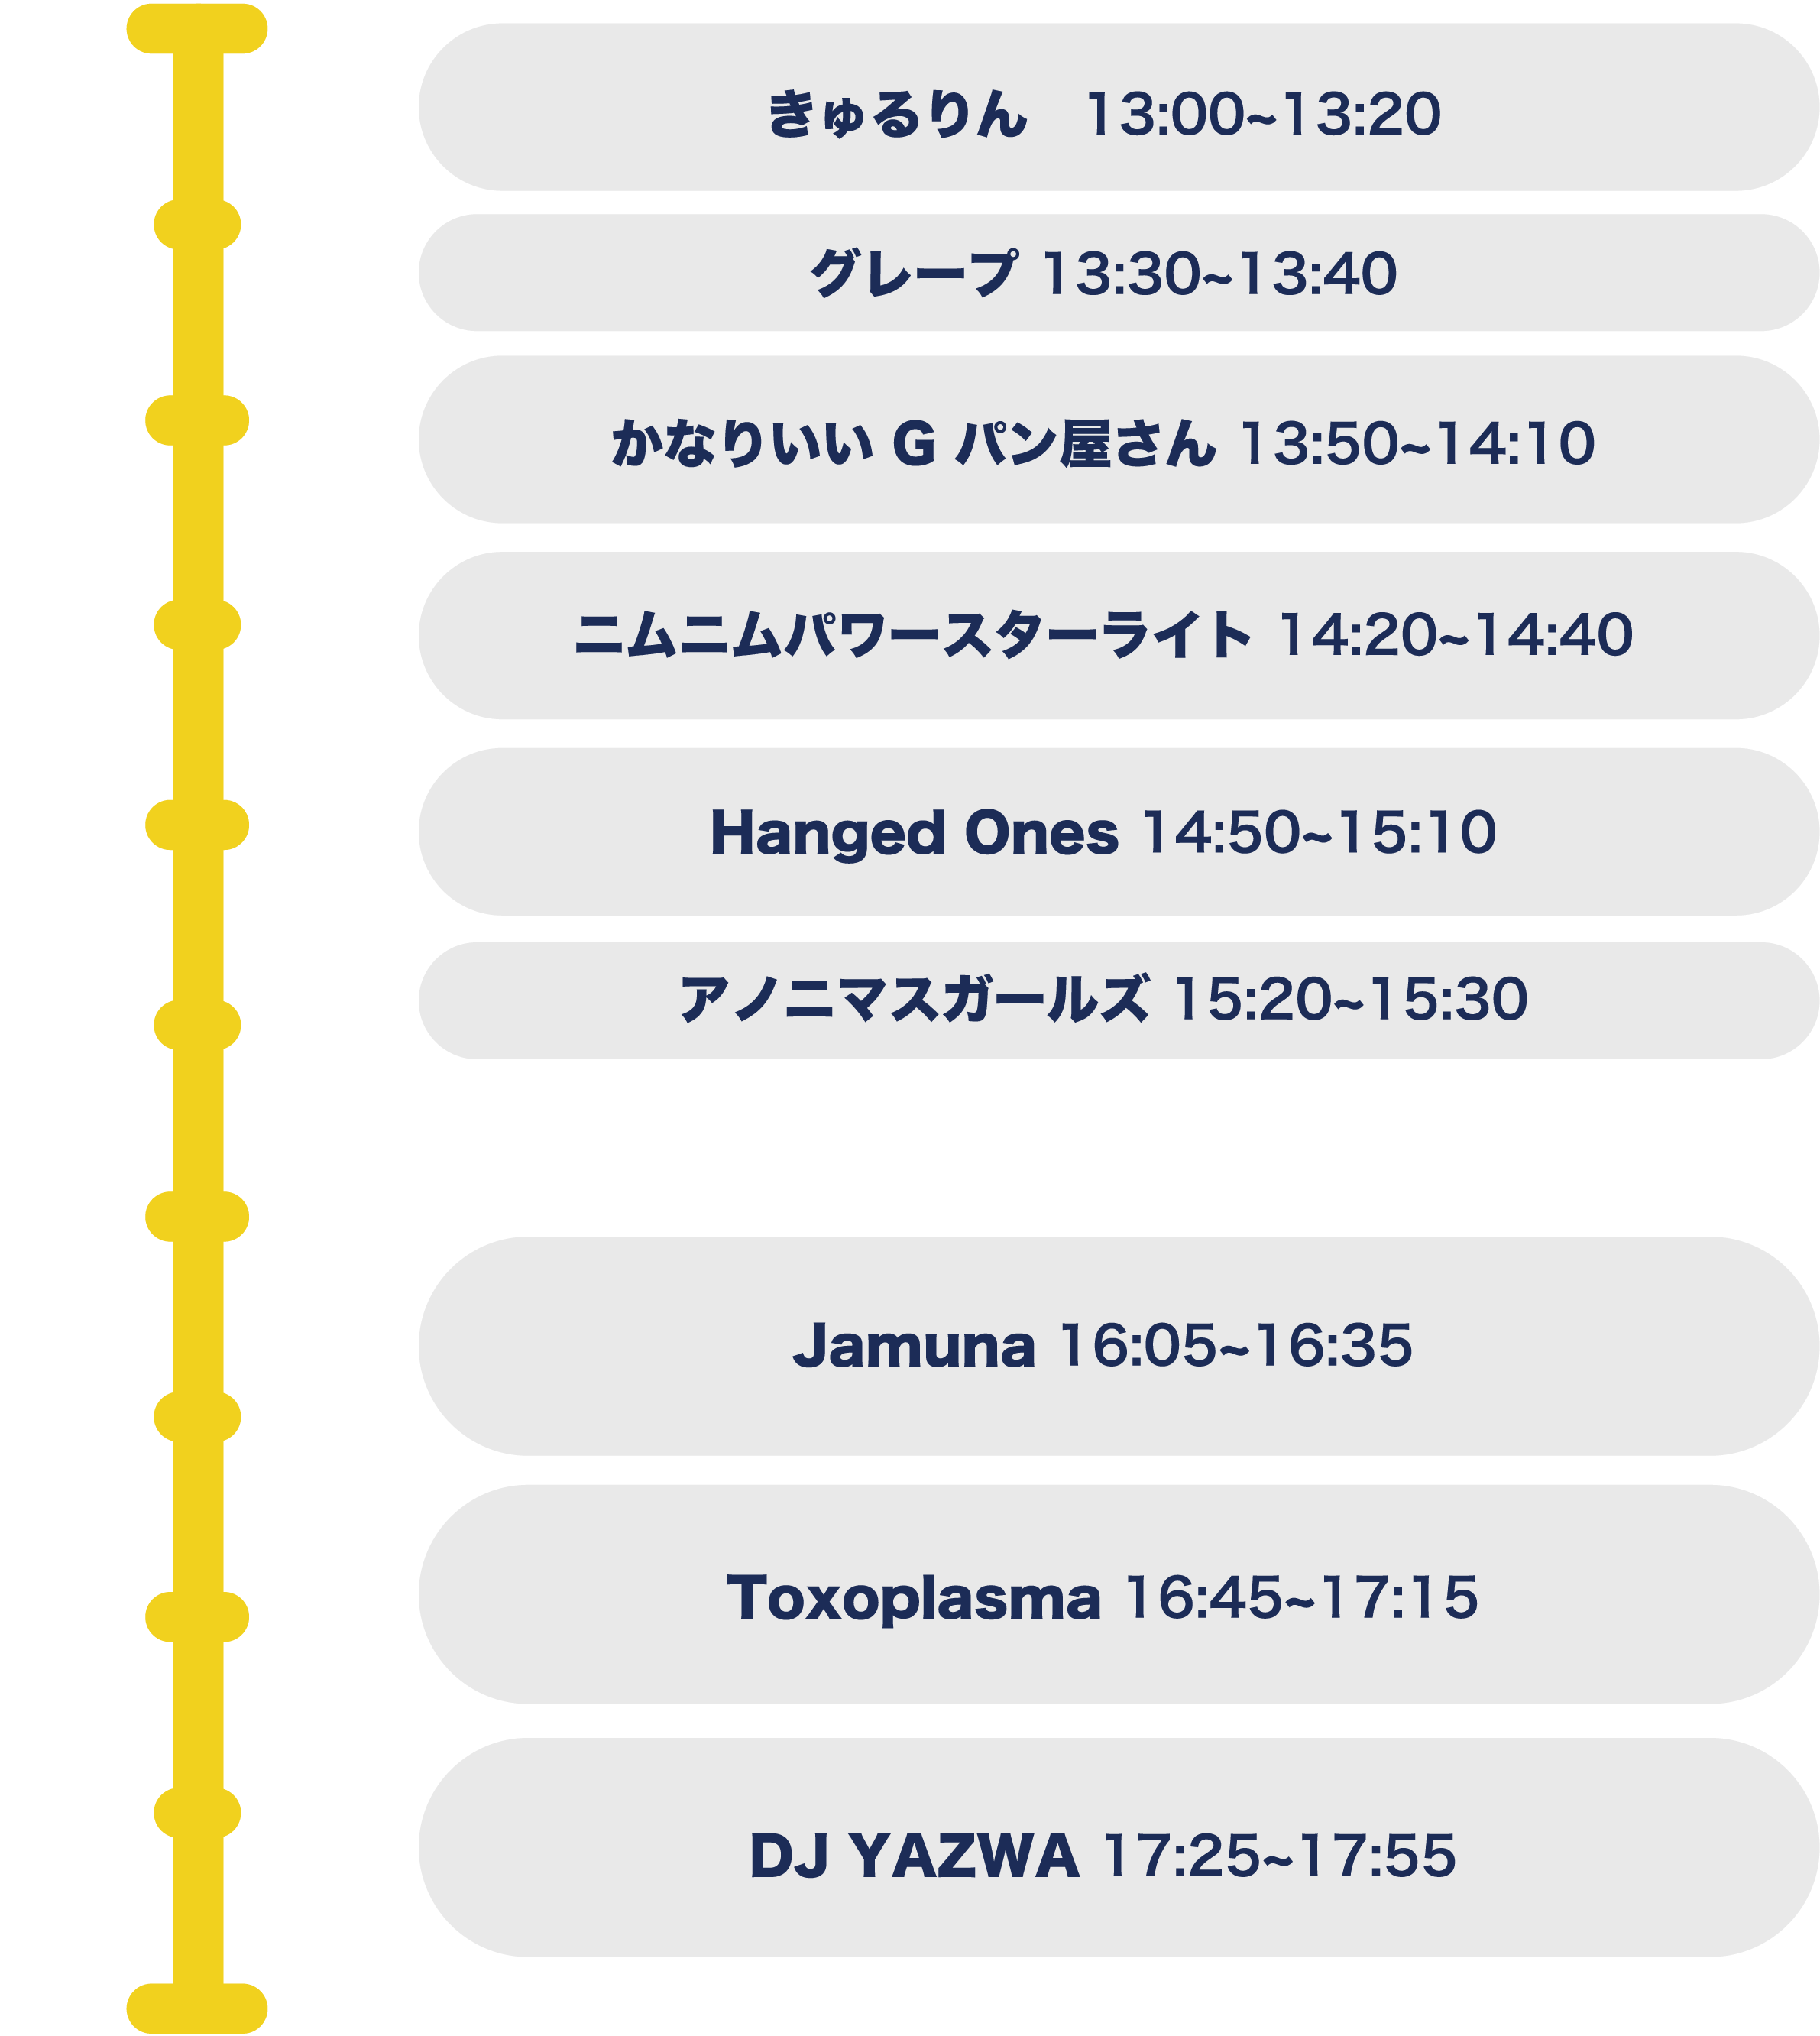 きゅるりん　13:00~13:20
グレープ 13:30~13:40
かなりいい G パン屋さん 13:50~14:10
ニムニムパワースターライト 14:20~14:40
Hanged Ones 14:50~15:10
アノニマスガールズ 15:20~15:30
Jamuna 16:05~16:35
Toxoplasma 16:45~17:15
DJ YAZWA 17:25~17:55